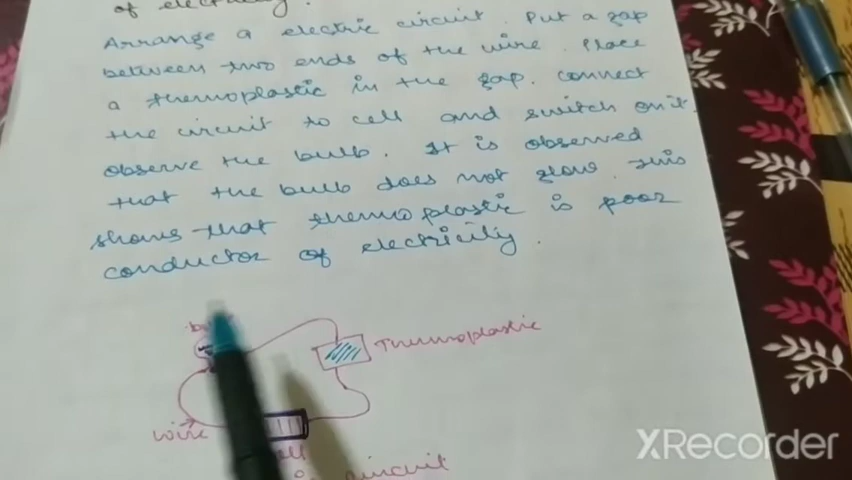 of electricity.
Arrange a electric circuit. Put a gap
between two ends of the wire. Place
a thermoplastic in the gap. connect
the circuit to cell and switch on it.
observe the bulb. It is observed
that the bulb does not glow. This
shows that thermoplastic is poor
conductor of electricity.
Thermoplastic
wire
circuit
XRecorder